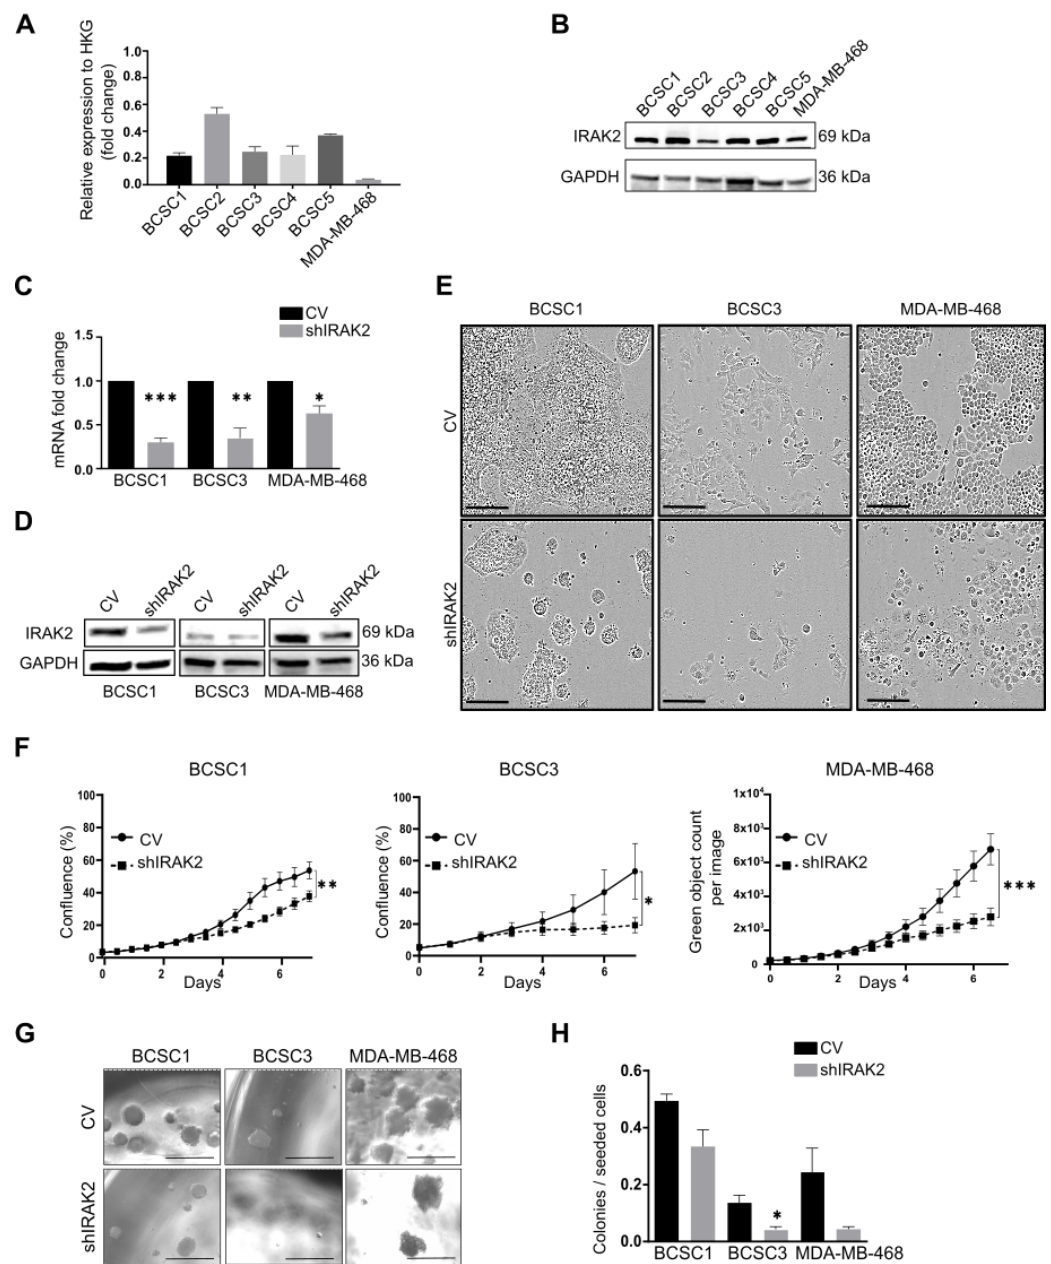 A
Relative expression to HKG
(fold change)
1.0
0.8
0.6
0.4
0.2
0.0
BCSC1
BCSC2
BCSC3
BCSC4
BCSC5
MDA-MB-468
B
BCSC1
BCSC2
BCSC3
BCSC4
BCSC5
MDA-MB-468
IRAK2
69 kDa
GAPDH
36 kDa
C
CV
shIRAK2
mRNA fold change
1.5
1.0
0.5
0.0
***
**
*
BCSC1
BCSC3
MDA-MB-468
D
CV
shIRAK2
CV
shIRAK2
CV
shIRAK2
IRAK2
69 kDa
GAPDH
36 kDa
BCSC1
BCSC3
MDA-MB-468
E
BCSC1
BCSC3
MDA-MB-468
CV
shIRAK2
F
BCSC1
Confluence (%)
100
80
60
40
20
0
CV
shIRAK2
**
0
2
4
6
Days
BCSC3
Confluence (%)
100
80
60
40
20
0
CV
shIRAK2
*
0
2
4
6
Days
MDA-MB-468
Green object count
per image
1x10⁴
8x10³
6x10³
4x10³
2x10³
0
CV
shIRAK2
***
0
2
4
6
Days
G
BCSC1
BCSC3
MDA-MB-468
CV
shIRAK2
H
CV
shIRAK2
Colonies / seeded cells
0.6
0.4
0.2
0.0
*
BCSC1
BCSC3
MDA-MB-468